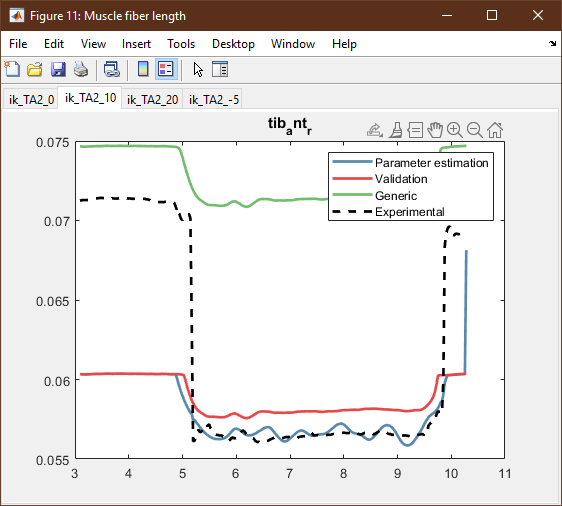 Figure 11: Muscle fiber length
File Edit View Insert Tools Desktop Window Help
ik_TA2_0 ik_TA2_10 ik_TA2_20 ik_TA2_-5
tib_ant_r
0.075
0.07
0.065
0.06
0.055
3 4 5 6 7 8 9 10 11
Parameter estimation
Validation
Generic
Experimental